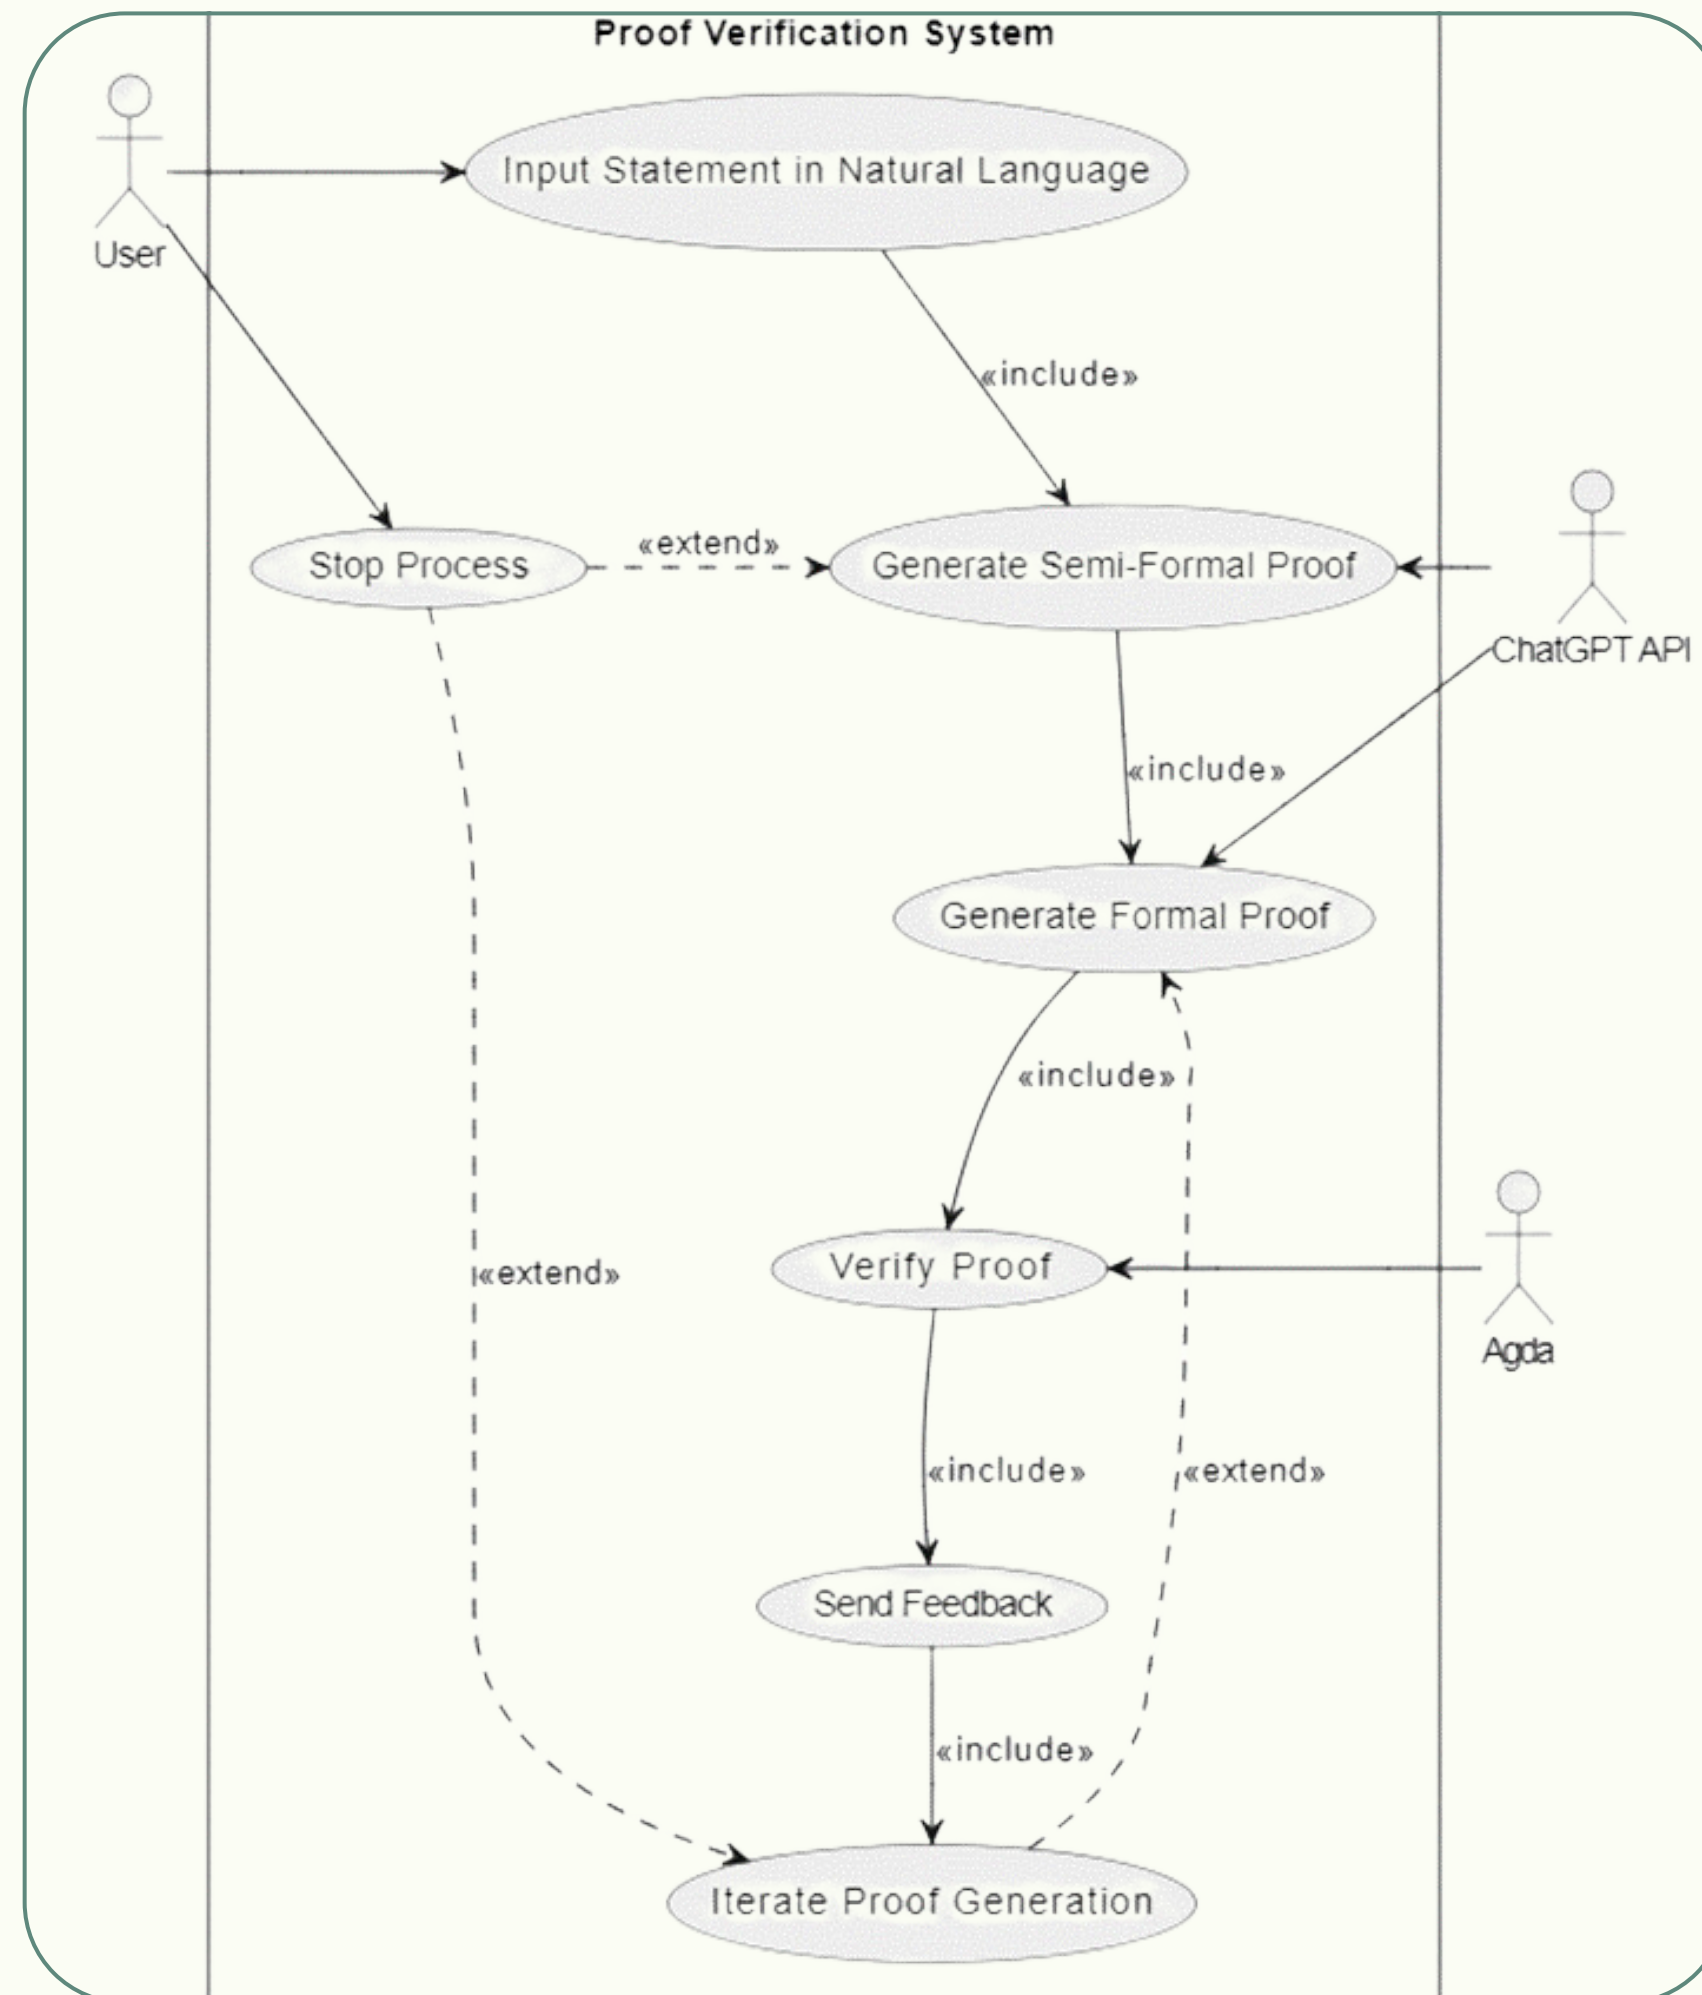 Proof Verification System
Input Statement in Natural Language
User
«include»
«extend»
Stop Process
Generate Semi-Formal Proof
ChatGPT API
«include»
Generate Formal Proof
«include»
Verify Proof
«extend»
Agda
«include»
«extend»
Send Feedback
«include»
Iterate Proof Generation